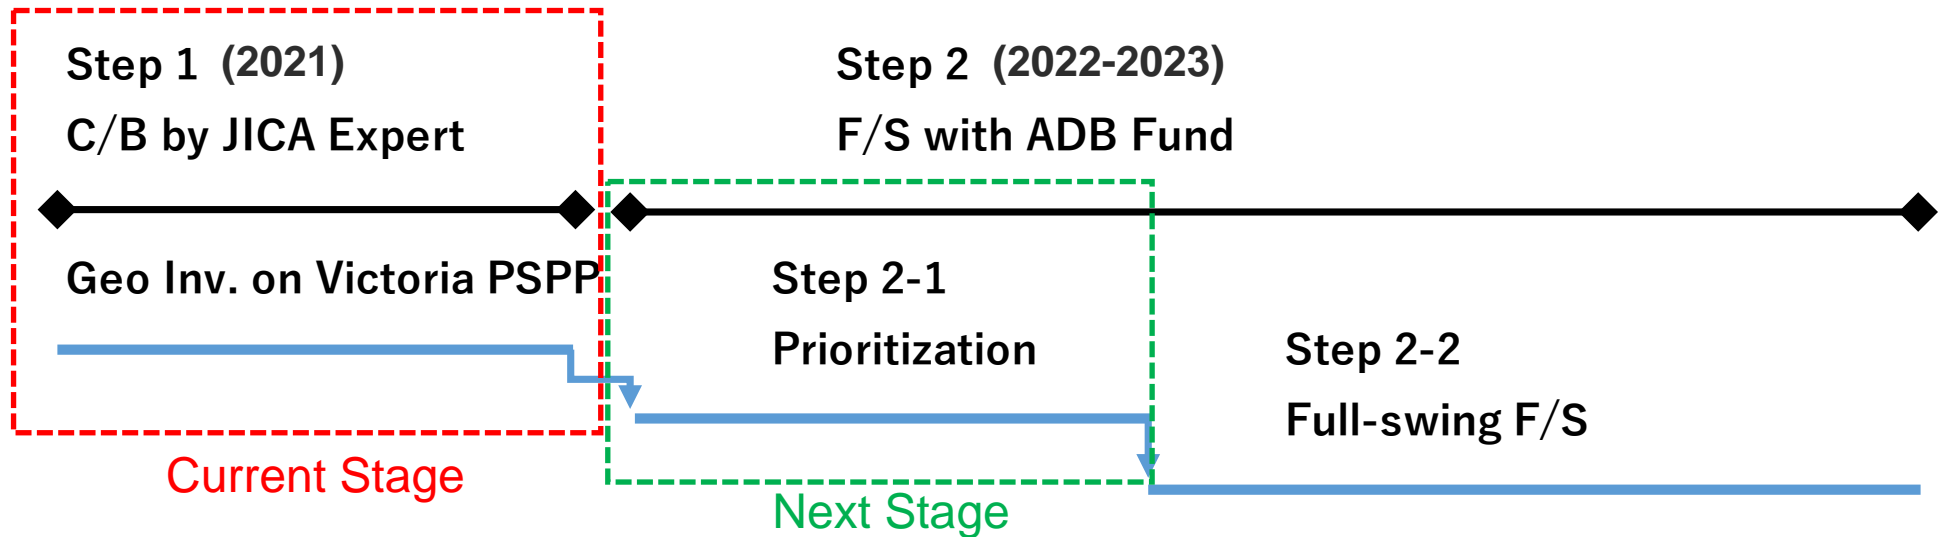 Step 1 (2021)
C/B by JICA Expert
Step 2 (2022-2023)
F/S with ADB Fund
Geo Inv. on Victoria PSPP
Step 2-1
Prioritization
Step 2-2
Full-swing F/S
Current Stage
Next Stage